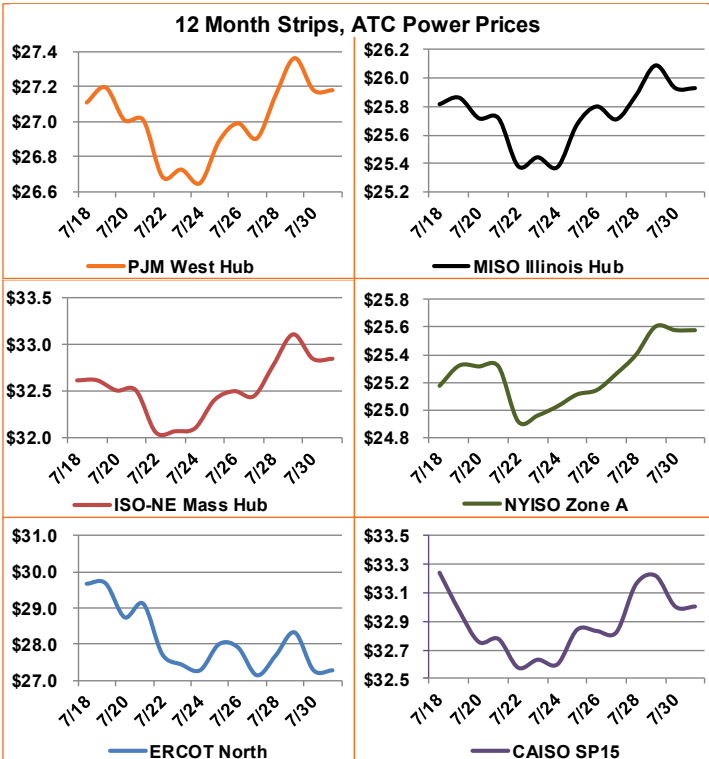 12 Month Strips, ATC Power Prices
$27.4
$27.2
$27.0
$26.8
$26.6
7/18 7/20 7/22 7/24 7/26 7/28 7/30
PJM West Hub
$26.2
$26.0
$25.8
$25.6
$25.4
$25.2
7/18 7/20 7/22 7/24 7/26 7/28 7/30
MISO Illinois Hub
$33.5
$33.0
$32.5
$32.0
7/18 7/20 7/22 7/24 7/26 7/28 7/30
ISO-NE Mass Hub
$25.8
$25.6
$25.4
$25.2
$25.0
$24.8
7/18 7/20 7/22 7/24 7/26 7/28 7/30
NYISO Zone A
$31.0
$30.0
$29.0
$28.0
$27.0
7/18 7/20 7/22 7/24 7/26 7/28 7/30
ERCOT North
$33.5
$33.3
$32.9
$32.7
$32.5
7/18 7/20 7/22 7/24 7/26 7/28 7/30
CAISO SP15